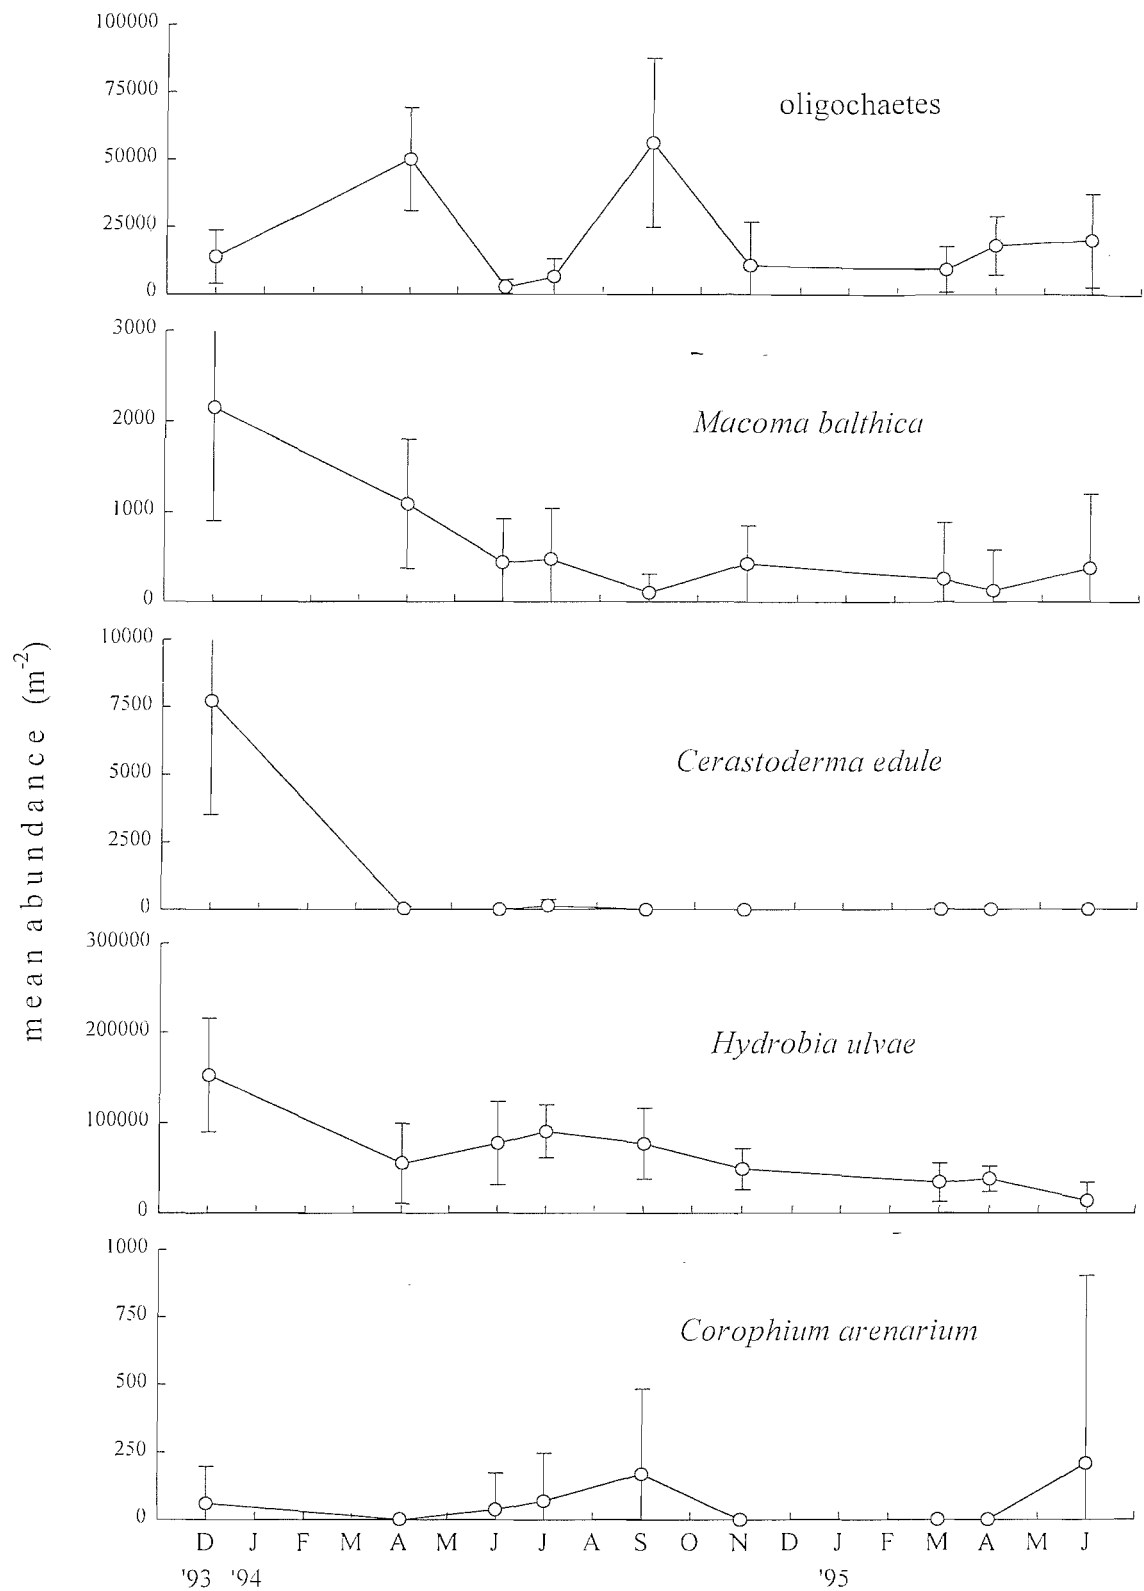 100000
75000
oligochaetes
50000
25000
0
3000
2000
Macoma balthica
1000
0
mean abundance (m⁻²)
10000
7500
Cerastoderma edule
5000
2500
0
300000
200000
Hydrobia ulvae
100000
0
1000
750
Corophium arenarium
500
250
0
D J F M A M J J A S O N D J F M A M J
'93 '94 '95